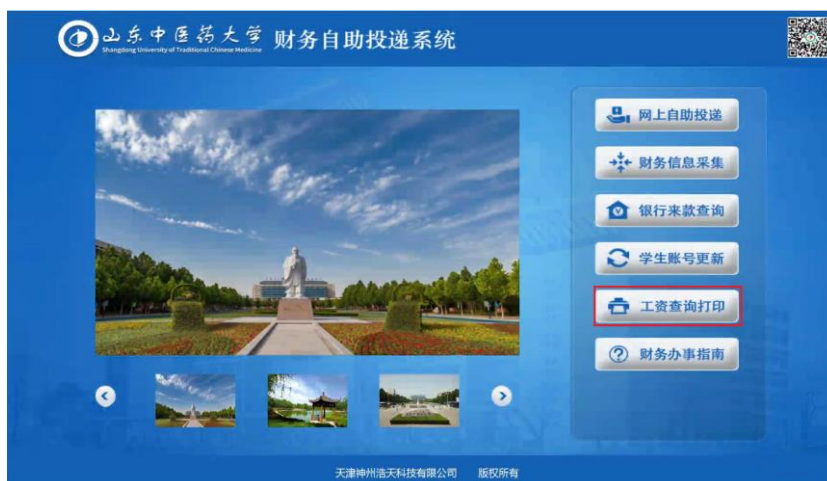 山东中医药大学 财务自助投递系统
Shangdong University of Traditional Chinese Medicine
网上自助投递
财务信息采集
银行来款查询
学生账号更新
工资查询打印
财务办事指南
天津神州浩天科技有限公司 版权所有